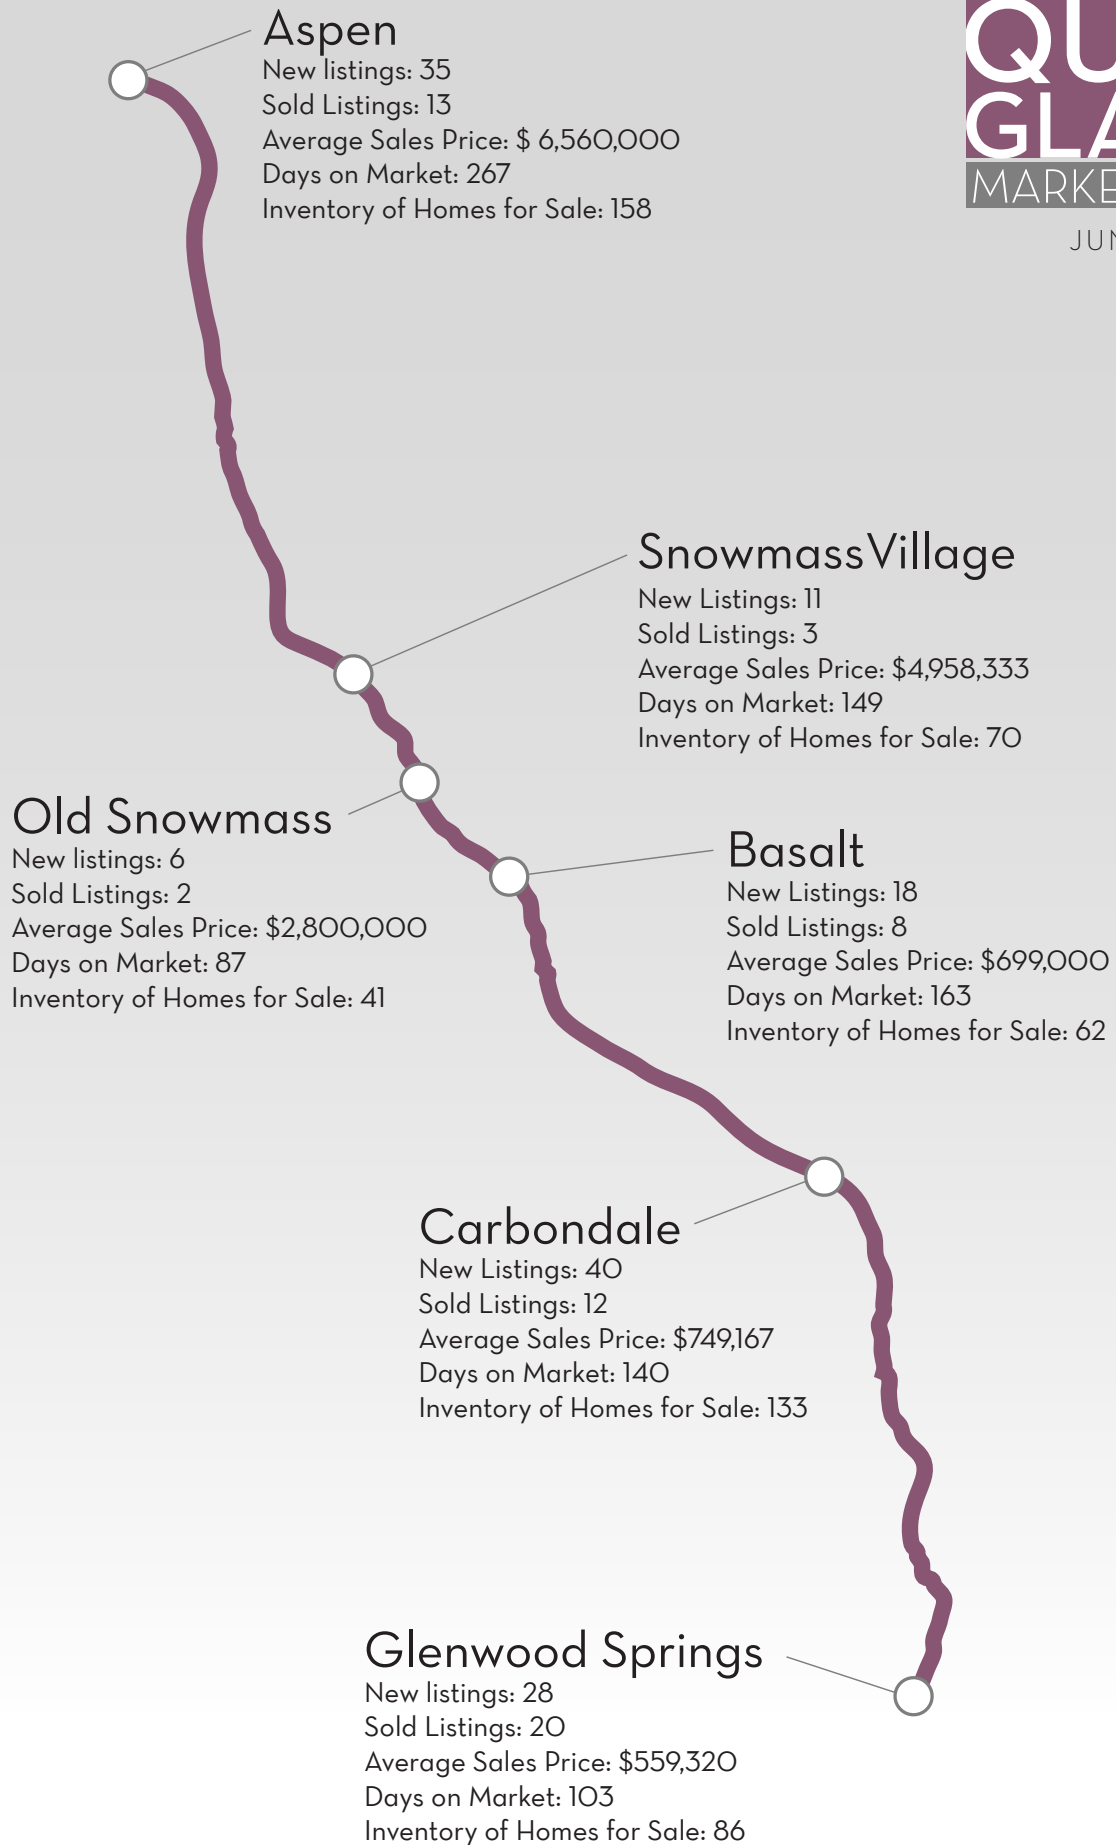 Aspen
New listings: 35
Sold Listings: 13
Average Sales Price: $ 6,560,000
Days on Market: 267
Inventory of Homes for Sale: 158
SnowmassVillage
New Listings: 11
Sold Listings: 3
Average Sales Price: $4,958,333
Days on Market: 149
Inventory of Homes for Sale: 70
Old Snowmass
New listings: 6
Sold Listings: 2
Average Sales Price: $2,800,000
Days on Market: 87
Inventory of Homes for Sale: 41
Basalt
New Listings: 18
Sold Listings: 8
Average Sales Price: $699,000
Days on Market: 163
Inventory of Homes for Sale: 62
Carbondale
New Listings: 40
Sold Listings: 12
Average Sales Price: $749,167
Days on Market: 140
Inventory of Homes for Sale: 133
Glenwood Springs
New listings: 28
Sold Listings: 20
Average Sales Price: $559,320
Days on Market: 103
Inventory of Homes for Sale: 86